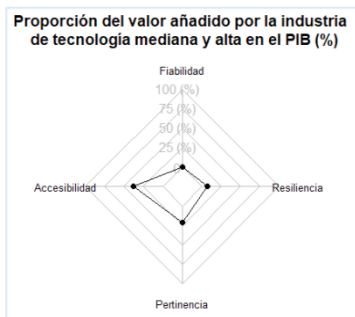 Proporción del valor añadido por la industria
de tecnología mediana y alta en el PIB (%)
Fiabilidad
100 (%)
75 (%)
50 (%)
25 (%)
Accesibilidad
Resiliencia
Pertinencia